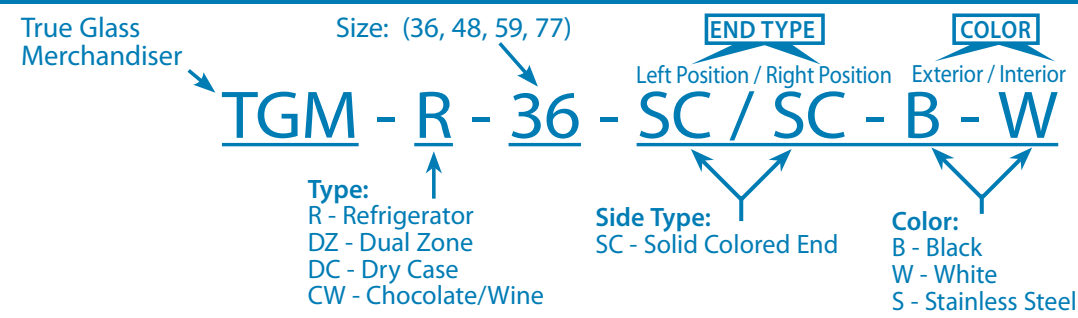 True Glass
Merchandiser
Size: (36, 48, 59, 77)
END TYPE
COLOR
Left Position / Right Position
Exterior / Interior
TGM - R - 36 - SC / SC - B - W
Type:
R - Refrigerator
DZ - Dual Zone
DC - Dry Case
CW - Chocolate/Wine
Side Type:
SC - Solid Colored End
Color:
B - Black
W - White
S - Stainless Steel